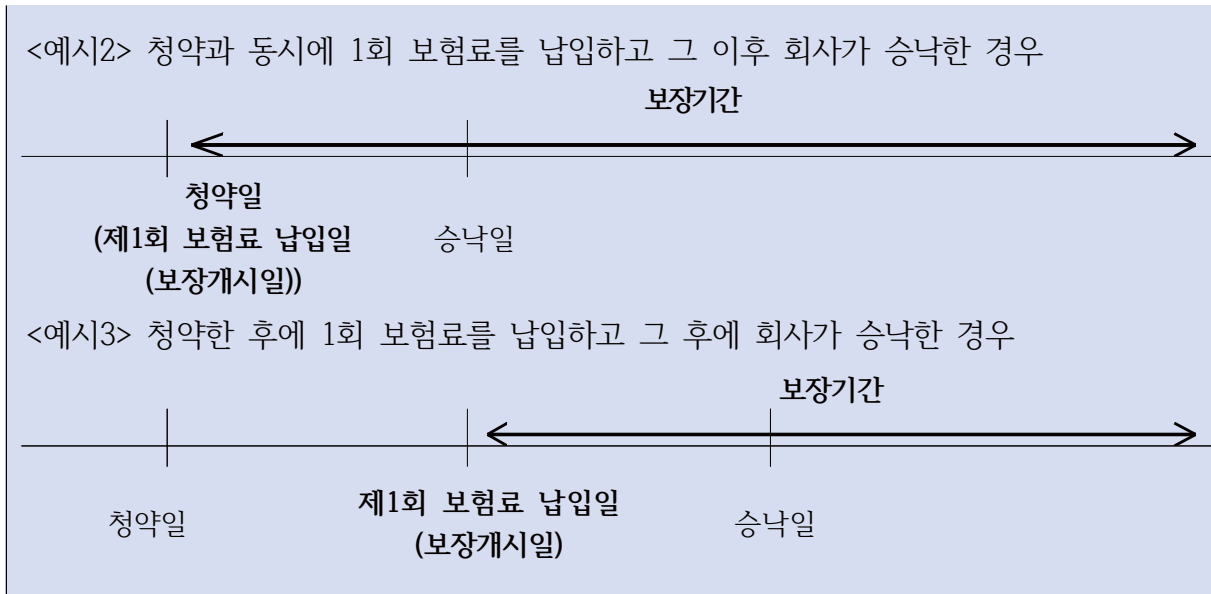 <예시2> 청약과 동시에 1회 보험료를 납입하고 그 이후 회사가 승낙한 경우
보장기간
청약일
(제1회 보험료 납입일 승낙일
(보장개시일))
<예시3> 청약한 후에 1회 보험료를 납입하고 그 후에 회사가 승낙한 경우
보장기간
청약일 제1회 보험료 납입일 승낙일
(보장개시일)